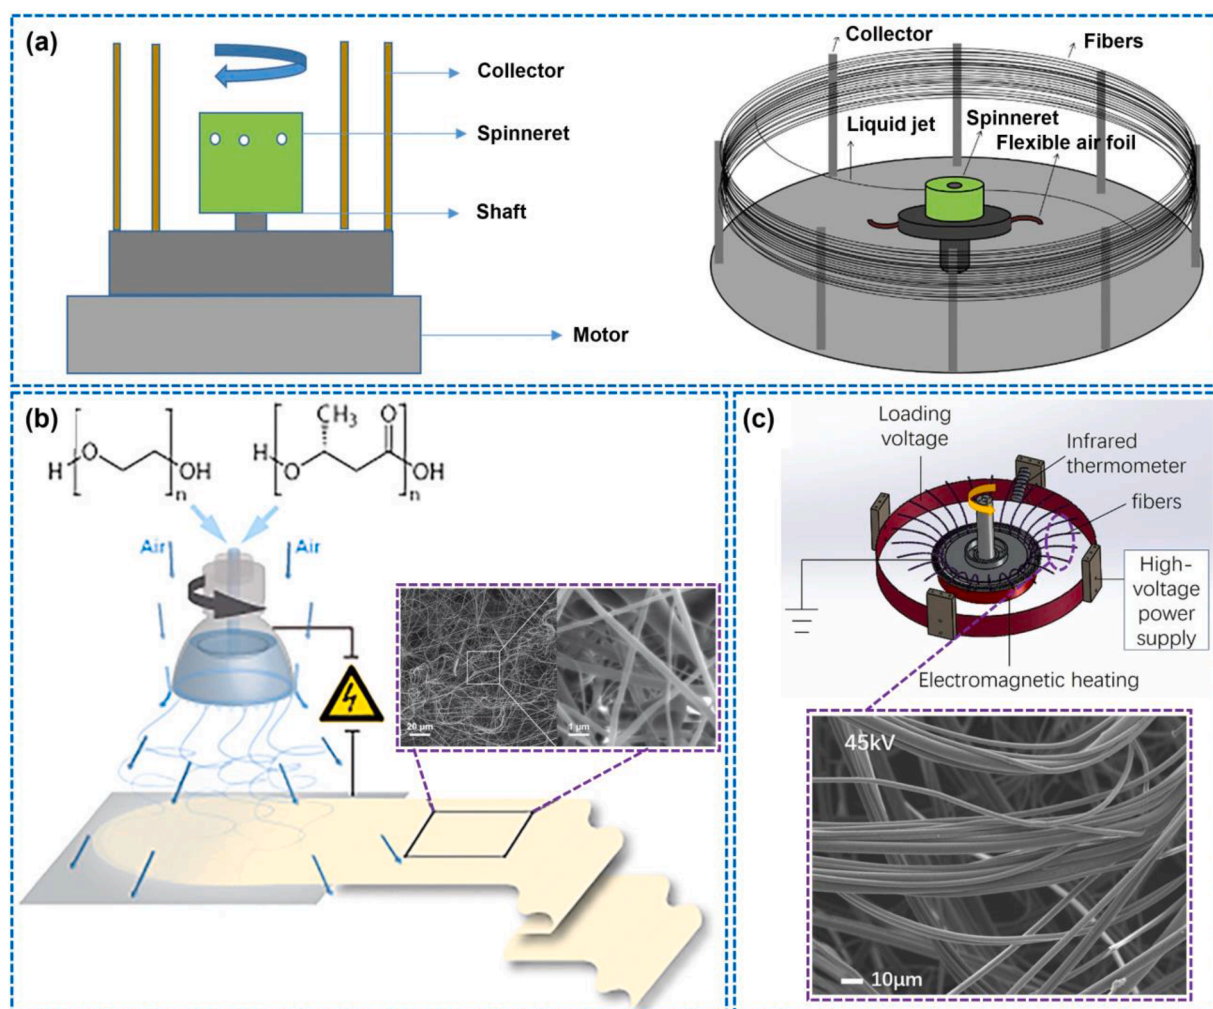 (a)
Collector
Spinneret
Shaft
Motor
Collector
Fibers
Liquid jet
Spinneret
Flexible air foil
(b)
H
O
n
OH
H
O
CH₃
O
n
OH
Air
Air
20 μm
1 μm
(c)
Loading
voltage
Infrared
thermometer
fibers
High-
voltage
power
supply
Electromagnetic heating
45kV
10μm